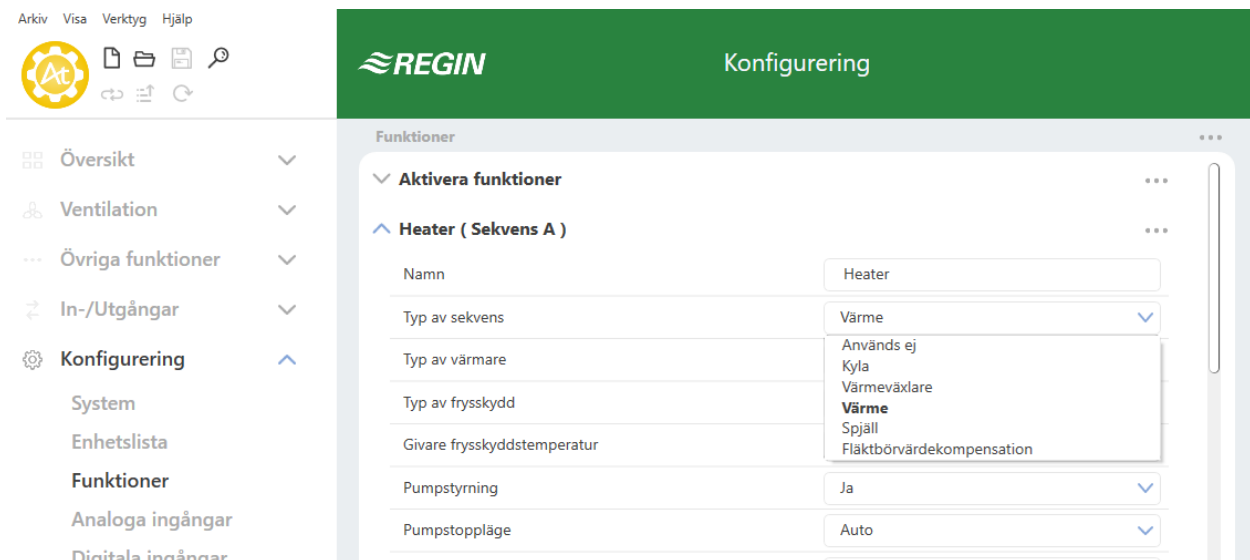 Arkiv Visa Verktyg Hjälp
At
REGIN
Konfigurering
Översikt
Ventilation
Övriga funktioner
In-/Utgångar
Konfigurering
System
Enhetslista
Funktioner
Analoga ingångar
Digitala ingångar
Funktioner
Aktivera funktioner
Heater ( Sekvens A )
Namn Heater
Typ av sekvens Värme
Används ej
Kyla
Värmeväxlare
Värme
Spjäll
Fläktbörvärdekompensation
Typ av värmare
Typ av frysskydd
Givare frysskyddstemperatur
Pumpstyrning Ja
Pumpstoppläge Auto